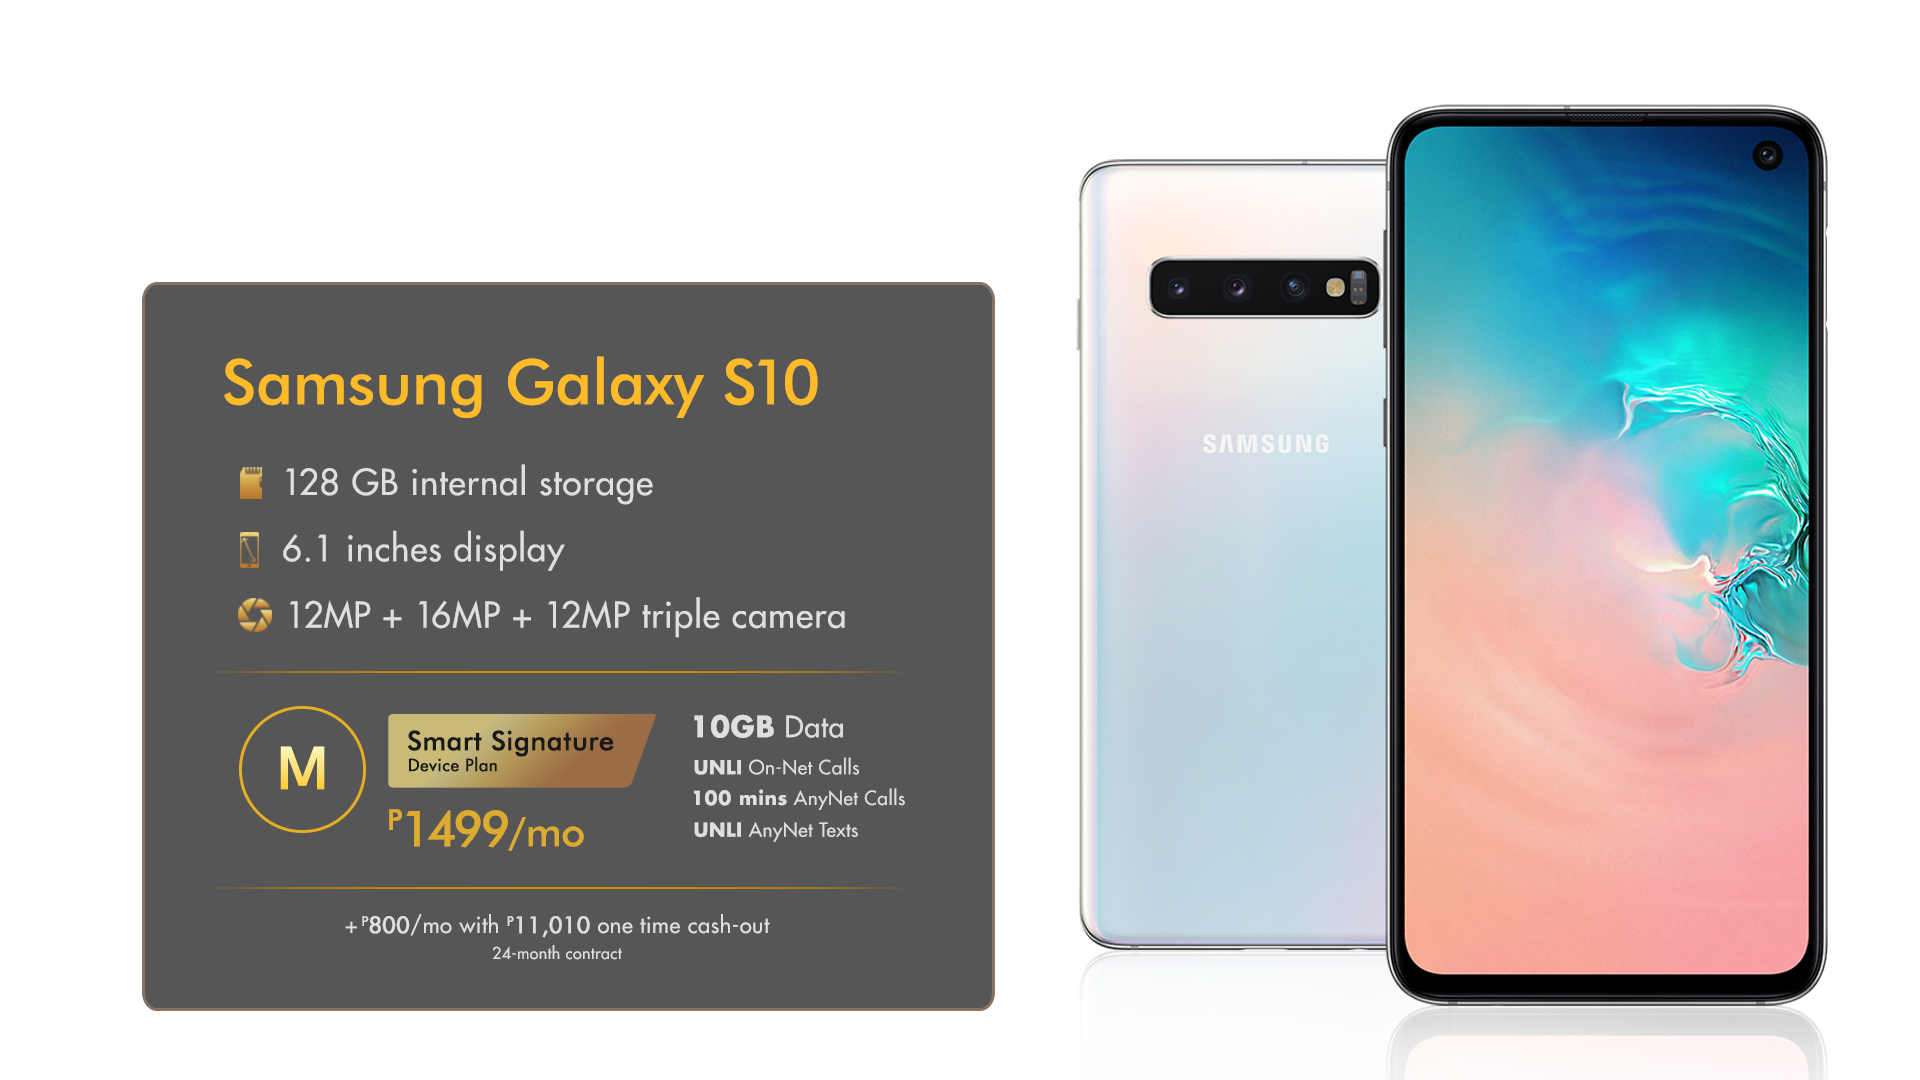 Samsung Galaxy S10
128 GB internal storage
6.1 inches display
12MP + 16MP + 12MP triple camera
M
Smart Signature
Device Plan
₱1499/mo
10GB Data
UNLI On-Net Calls
100 mins AnyNet Calls
UNLI AnyNet Texts
+₱800/mo with ₱11,010 one time cash-out
24-month contract
SAMSUNG